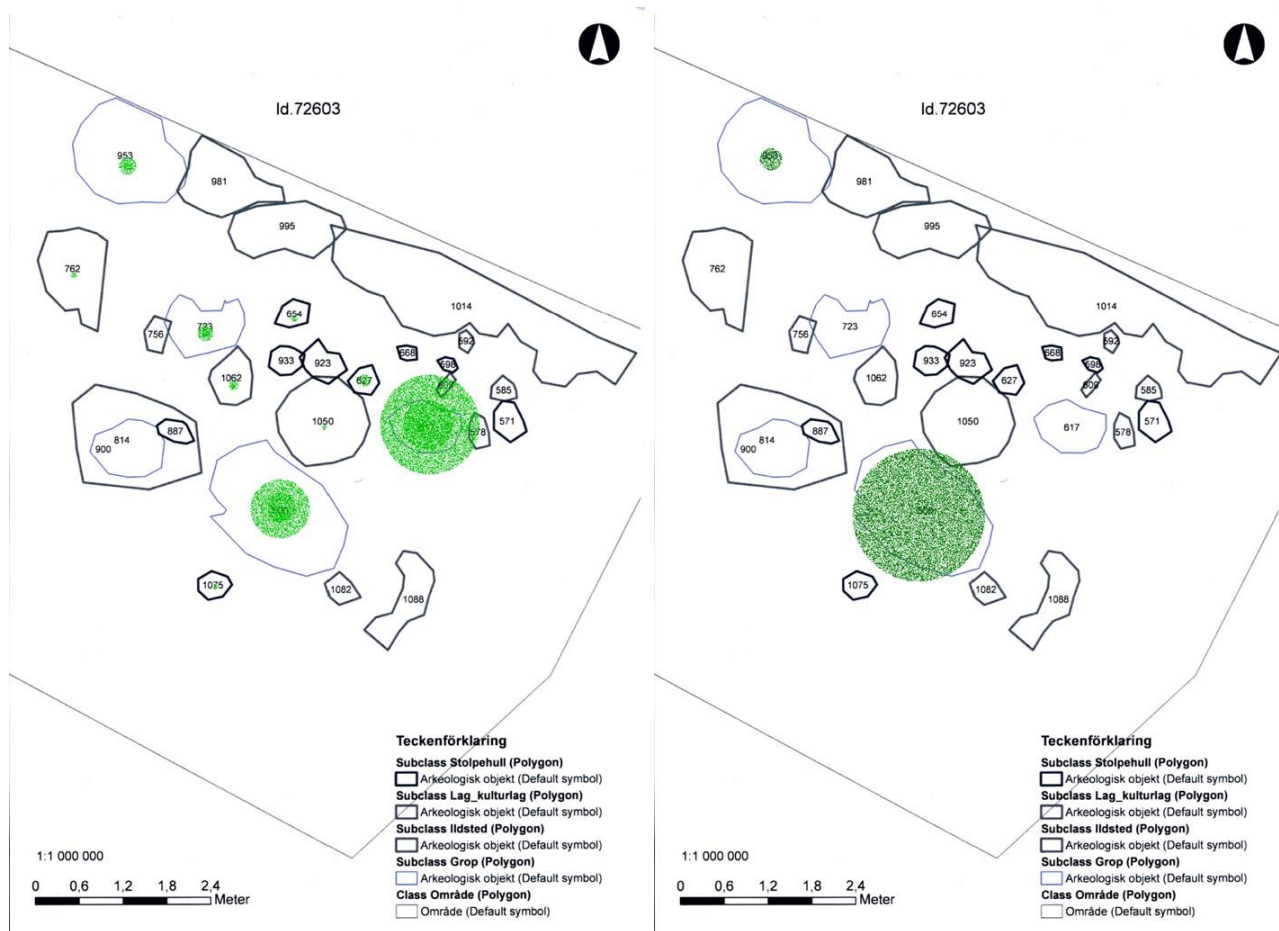 Id.72603
953
981
995
762
1014
654
723
756
592
668
933
923
598
1062
627
585
1050
571
887
578
814
900
500
1075
1082
1088
Teckenförklaring
Subclass Stolpehull (Polygon)
Arkeologisk objekt (Default symbol)
Subclass Lag_kulturlag (Polygon)
Arkeologisk objekt (Default symbol)
Subclass Ildsted (Polygon)
Arkeologisk objekt (Default symbol)
Subclass Grop (Polygon)
Arkeologisk objekt (Default symbol)
Class Område (Polygon)
Område (Default symbol)
1:1 000 000
0 0,6 1,2 1,8 2,4
Meter
Id.72603
981
995
762
1014
654
723
756
592
668
933
923
598
1062
627
609
585
1050
571
617
887
578
814
900
1075
1082
1088
Teckenförklaring
Subclass Stolpehull (Polygon)
Arkeologisk objekt (Default symbol)
Subclass Lag_kulturlag (Polygon)
Arkeologisk objekt (Default symbol)
Subclass Ildsted (Polygon)
Arkeologisk objekt (Default symbol)
Subclass Grop (Polygon)
Arkeologisk objekt (Default symbol)
Class Område (Polygon)
Område (Default symbol)
1:1 000 000
0 0,6 1,2 1,8 2,4
Meter